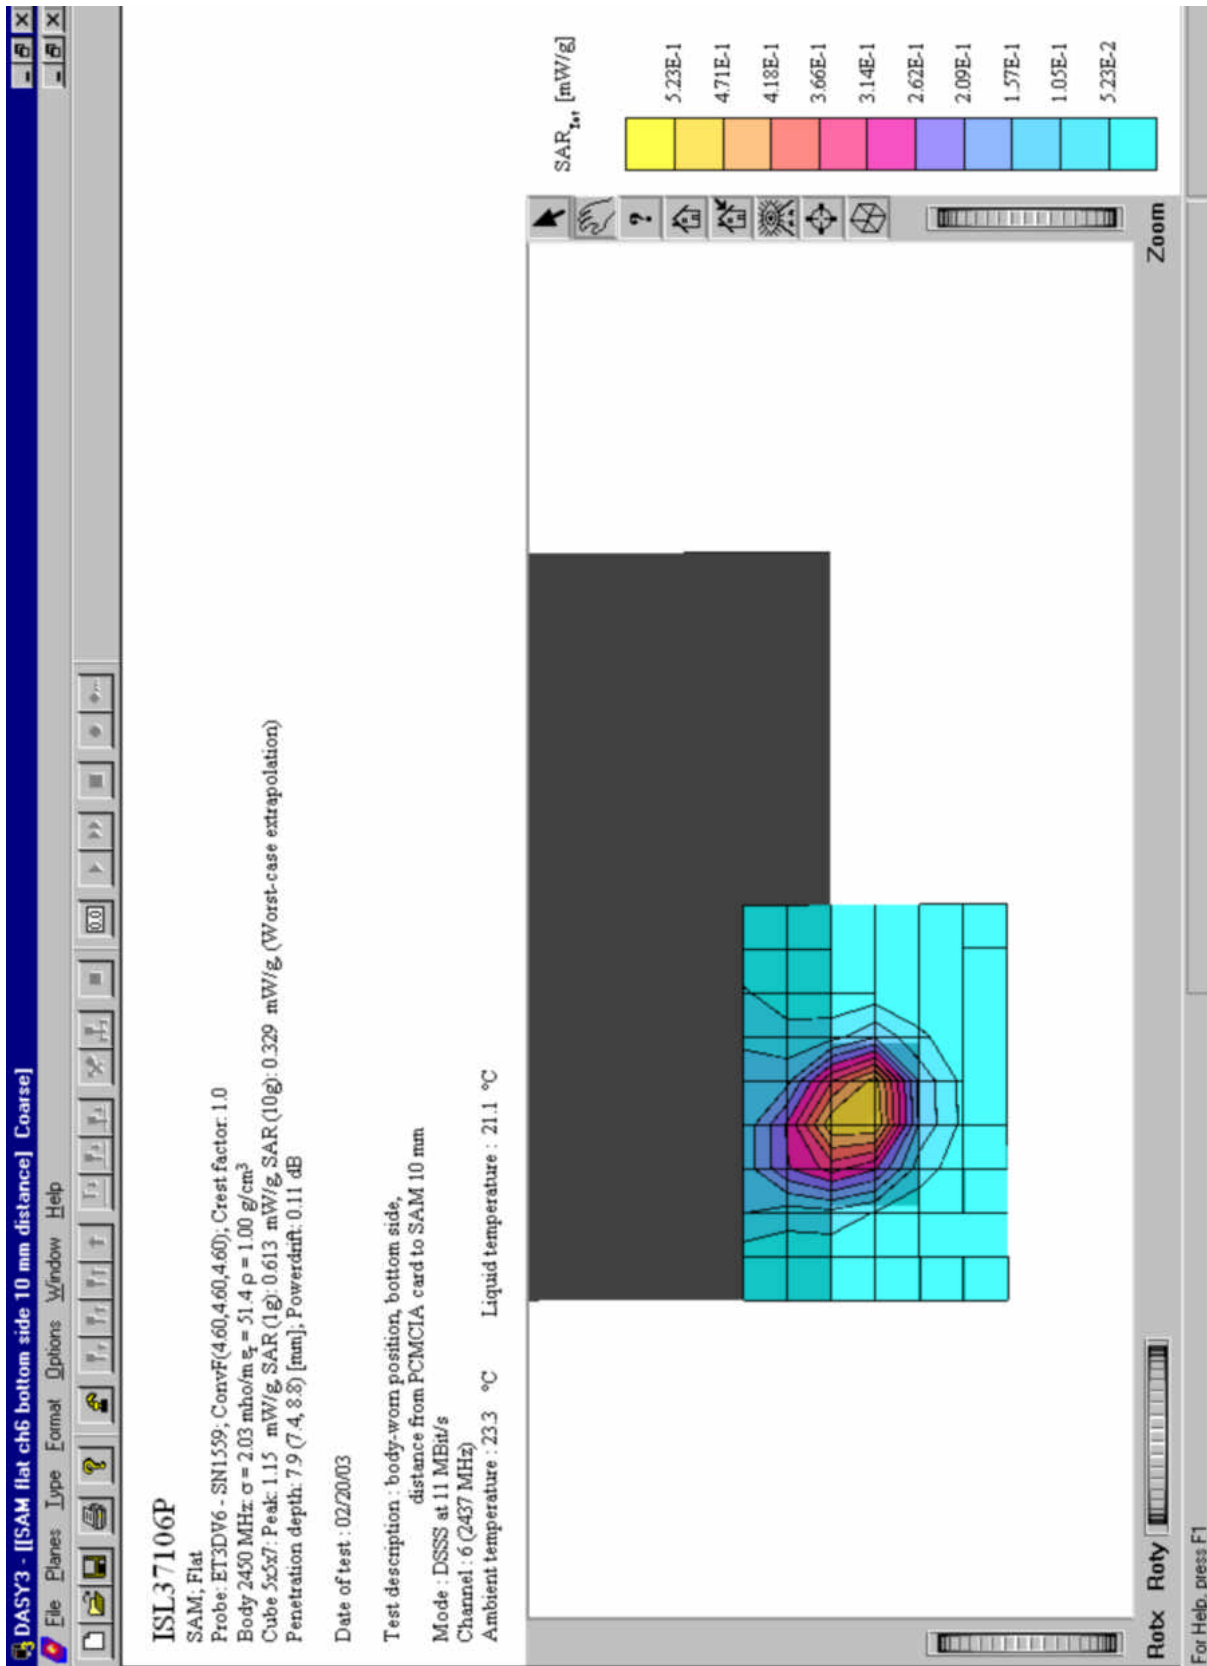 DASY3 - [[SAM flat ch6 bottom side 10 mm distance] Coarse]
File Planes Type Format Options Window Help
0.0
ISL37106P
SAM; Flat
Probe: ET3DV6 - SN1559; ConvF(4.60,4.60,4.60); Crest factor: 1.0
Body 2450 MHz: σ = 2.03 mho/m εr = 51.4 ρ = 1.00 g/cm³
Cube 5x5x7: Peak: 1.15 mW/g, SAR (1g): 0.613 mW/g, SAR (10g): 0.329 mW/g, (Worst-case extrapolation)
Penetration depth: 7.9 (7.4, 8.8) [mm]; Powerdrift: 0.11 dB
Date of test : 02/20/03
Test description : body-worn position, bottom side,
distance from PCMCIA card to SAM 10 mm
Mode : DSSS at 11 MBit/s
Channel : 6 (2437 MHz)
Ambient temperature : 23.3 °C Liquid temperature : 21.1 °C
SAR_Tot [mW/g]
5.23E-1
4.71E-1
4.18E-1
3.66E-1
3.14E-1
2.62E-1
2.09E-1
1.57E-1
1.05E-1
5.23E-2
Rotx Roty Zoom
For Help, press F1